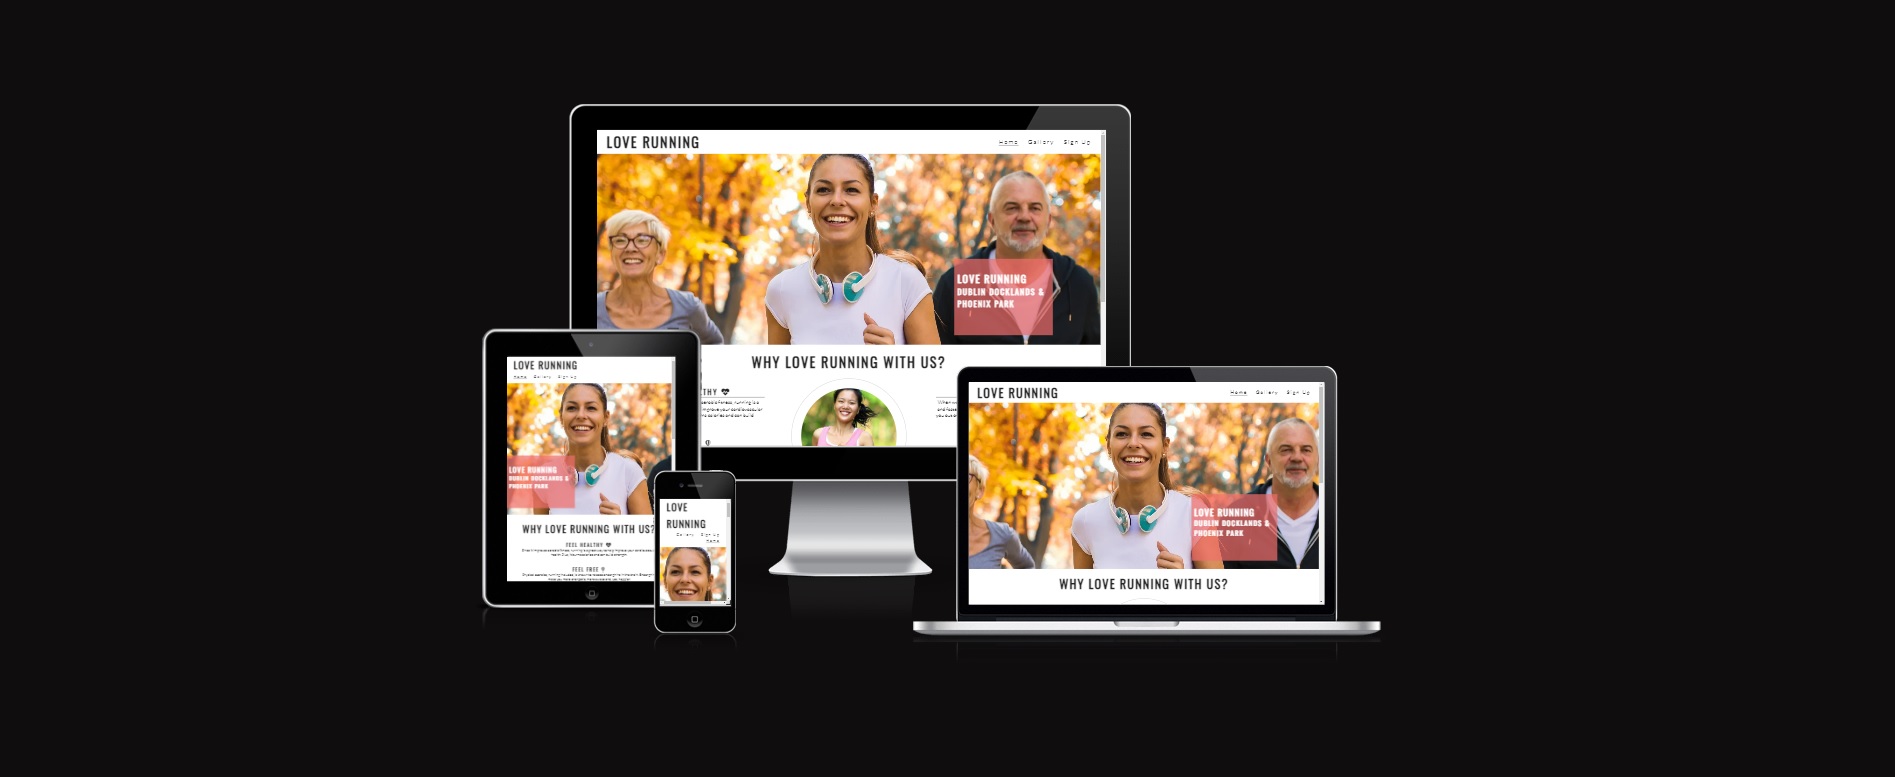 LOVE RUNNING
Home Gallery Sign Up
LOVE RUNNING
DUBLIN DOCKLANDS &
PHOENIX PARK
WHY LOVE RUNNING WITH US?
THY
LOVE RUNNING
Home Gallery Sign Up
LOVE RUNNING
DUBLIN DOCKLANDS &
PHOENIX PARK
WHY LOVE RUNNING WITH US?
FEEL HEALTHY
FEEL FREE
LOVE
RUNNING
Gallery Sign Up
Home
LOVE RUNNING
Home Gallery Sign Up
LOVE RUNNING
DUBLIN DOCKLANDS &
PHOENIX PARK
WHY LOVE RUNNING WITH US?